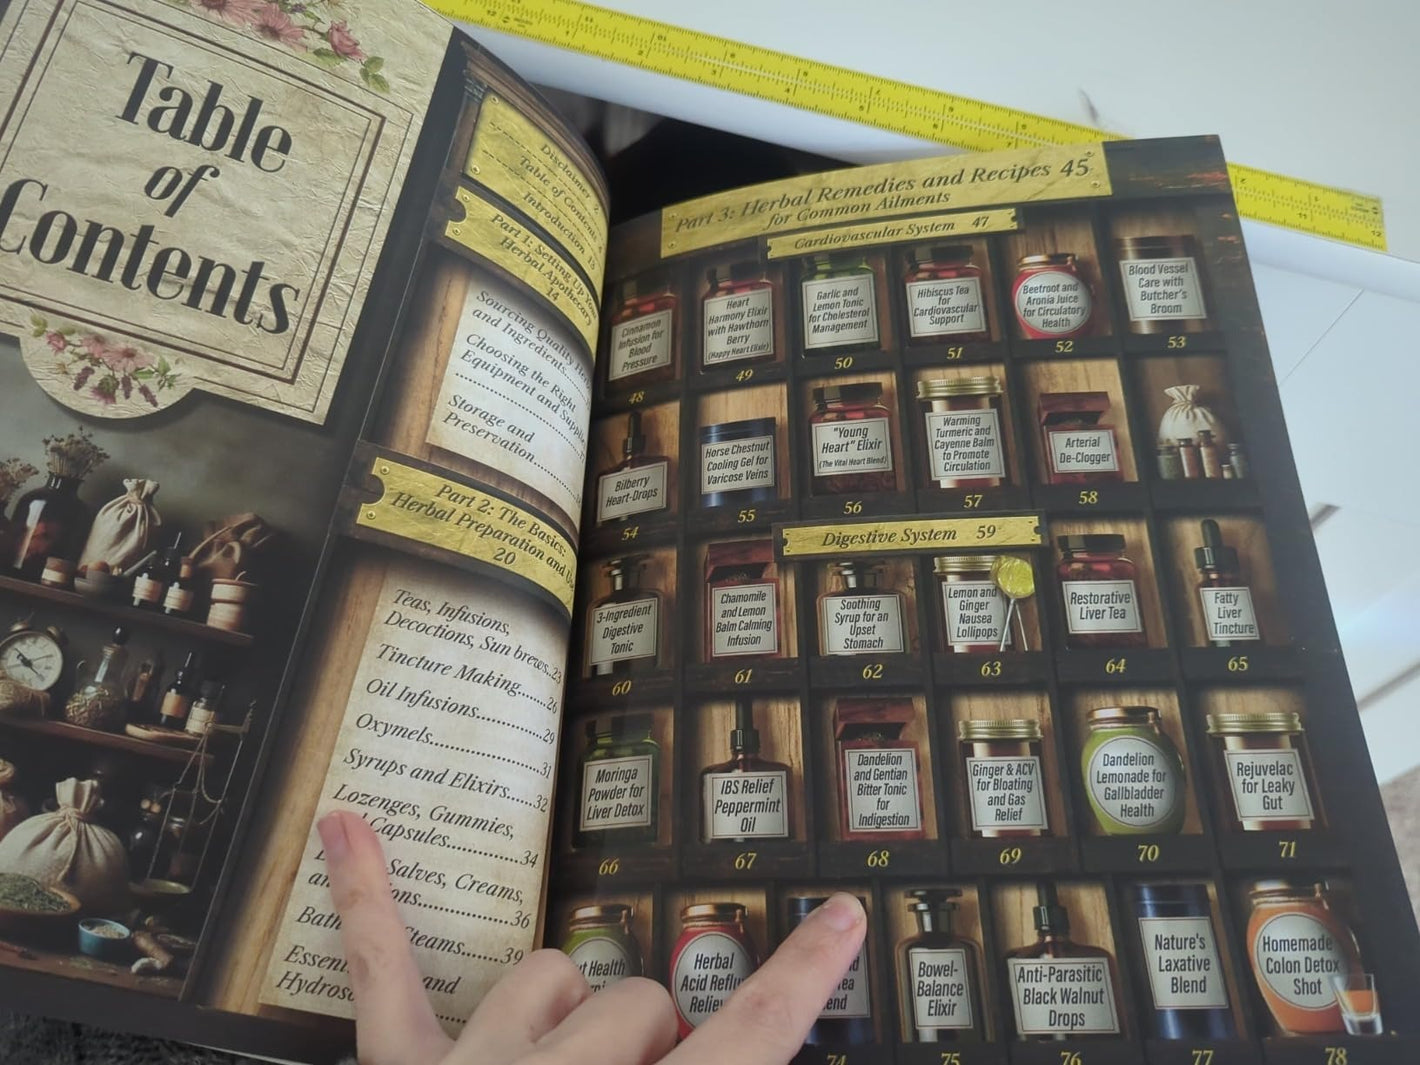 Table
of
Contents
Disclaimer 2
Table of Contents 4
Introduction 13
Part 1: Setting Up Your
Herbal Apothecary
14
Sourcing Quality
and Ingredients
Choosing the Right
Equipment and
Storage and
Preservation
Part 2: The Basics:
Herbal Preparation and
20
Teas, Infusions,
Decoctions, Sun brews..23
Tincture Making.......26
Oil Infusions............29
Oxymels..................31
Syrups and Elixirs.....32
Lozenges, Gummies,
Capsules............34
Salves, Creams,
36
Steams......39
and
Part 3: Herbal Remedies and Recipes 45
for Common Ailments
Cardiovascular System 47
Cinnamon
Infusion for
Blood
Pressure
48
Heart
Harmony Elixir
with Hawthorn
Berry
(Happy Heart Elixir)
49
Garlic and
Lemon Tonic
for Cholesterol
Management
50
Hibiscus Tea
for
Cardiovascular
Support
51
Beetroot and
Aronia Juice
for Circulatory
Health
52
Blood Vessel
Care with
Butcher's
Broom
53
Bilberry
Heart-Drops
54
Horse Chestnut
Cooling Gel for
Varicose Veins
55
"Young
Heart" Elixir
(The Vital Heart Blend)
56
Warming
Turmeric and
Cayenne Balm
to Promote
Circulation
57
Arterial
De-Clogger
58
Digestive System 59
3-Ingredient
Digestive
Tonic
60
Chamomile
and Lemon
Balm Calming
Infusion
61
Soothing
Syrup for an
Upset
Stomach
62
Lemon and
Ginger
Nausea
Lollipops
63
Restorative
Liver Tea
64
Fatty
Liver
Tincture
65
Moringa
Powder for
Liver Detox
66
IBS Relief
Peppermint
Oil
67
Dandelion
and Gentian
Bitter Tonic
for
Indigestion
68
Ginger & ACV
for Bloating
and Gas
Relief
69
Dandelion
Lemonade for
Gallbladder
Health
70
Rejuvelac
for Leaky
Gut
71
Health
Herbal
Acid Reflux
74
Bowel-
Balance
Elixir
75
Anti-Parasitic
Black Walnut
Drops
76
Nature's
Laxative
Blend
77
Homemade
Colon Detox
Shot
78